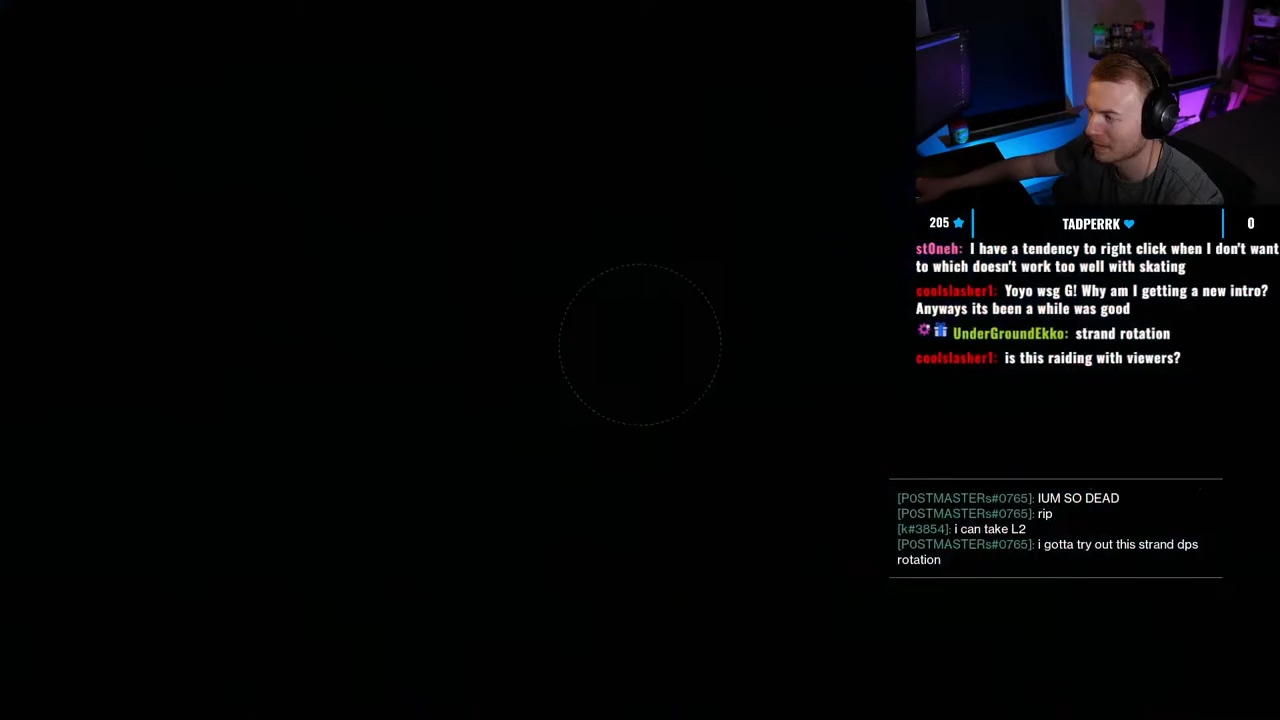 205
TADPERRK
0
st0neh: I have a tendency to right click when I don't want
to which doesn't work too well with skating
coolslasher1: Yoyo wsg G! Why am I getting a new intro?
Anyways its been a while was good
UnderGroundEkko: strand rotation
coolslasher1: is this raiding with viewers?
[P0STMASTERs#0765]: IUM SO DEAD
[P0STMASTERs#0765]: rip
[k#3854]: i can take L2
[P0STMASTERs#0765]: i gotta try out this strand dps
rotation